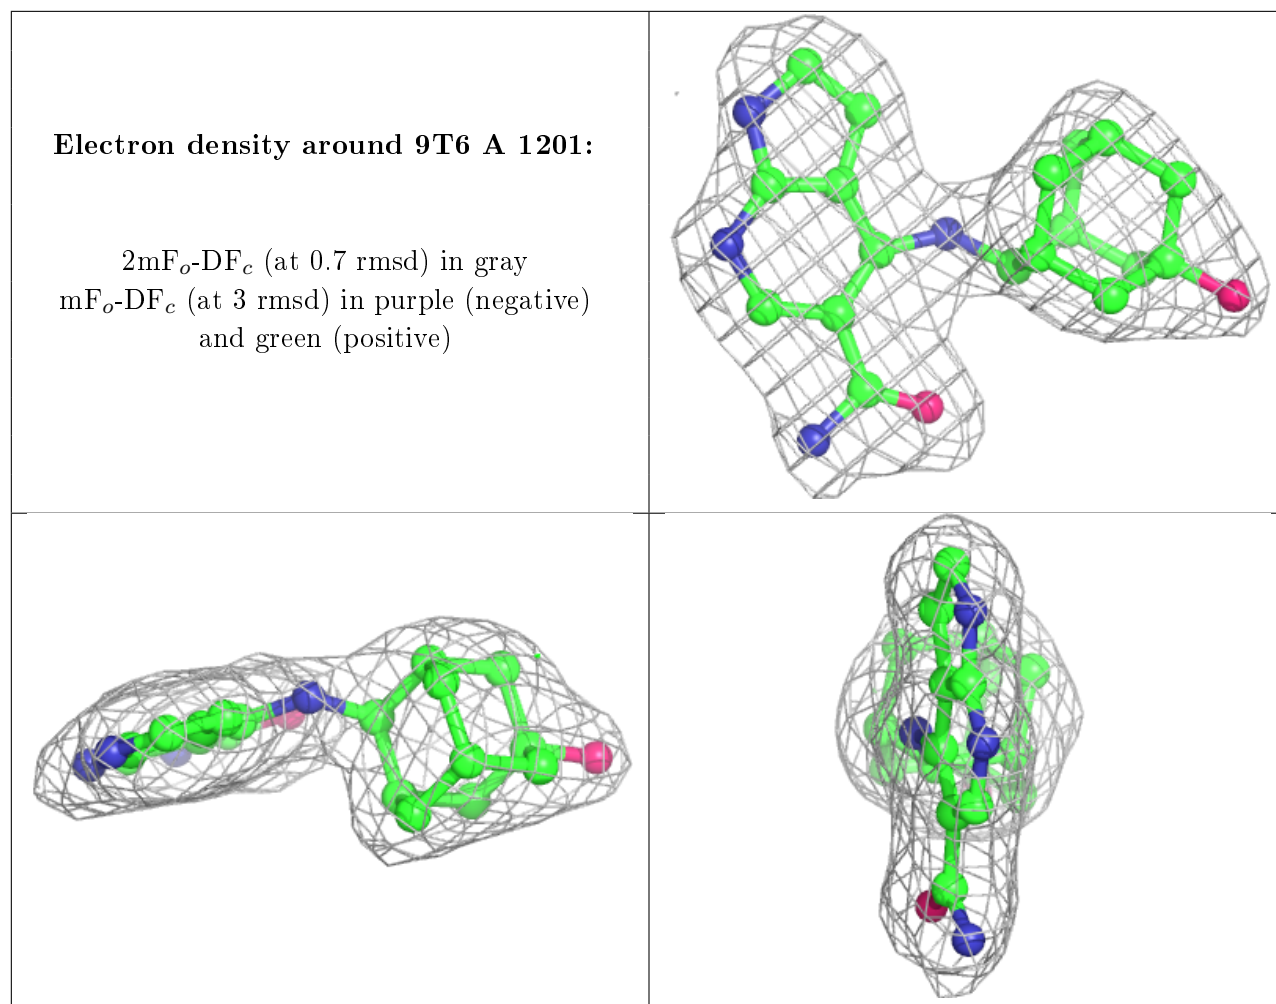 Electron density around 9T6 A 1201:
2mFo-DFc (at 0.7 rmsd) in gray
mFo-DFc (at 3 rmsd) in purple (negative)
and green (positive)